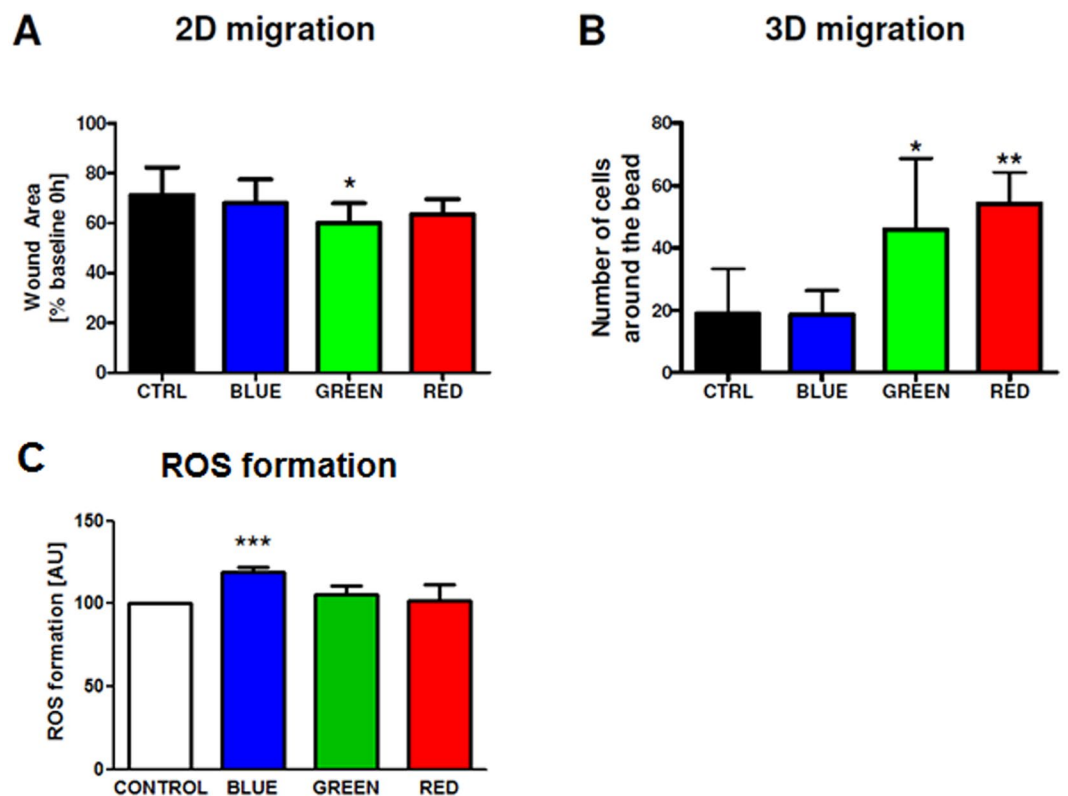 A 2D migration
Wound Area
[% baseline 0h]
100
80
60
40
20
0
*
CTRL BLUE GREEN RED
B 3D migration
Number of cells
around the bead
80
60
40
20
0
*
**
CTRL BLUE GREEN RED
C ROS formation
ROS formation [AU]
150
100
50
0
***
CONTROL BLUE GREEN RED